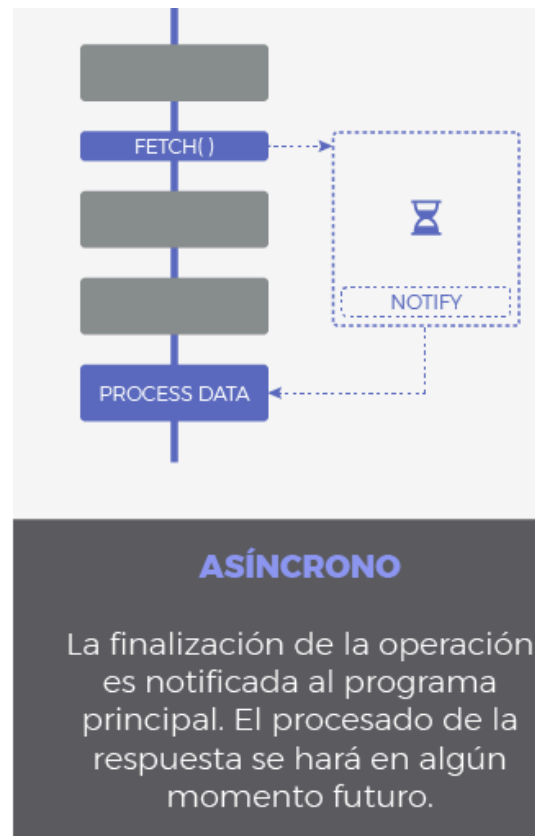 FETCH( )
NOTIFY
PROCESS DATA
ASÍNCRONO
La finalización de la operación
es notificada al programa
principal. El procesado de la
respuesta se hará en algún
momento futuro.